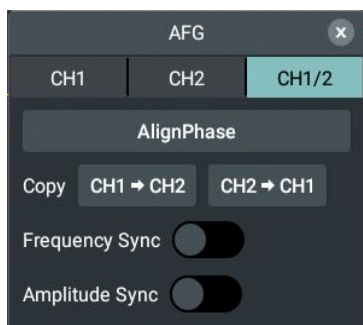 AFG x
CH1 CH2 CH1/2
AlignPhase
Copy CH1 → CH2 CH2 → CH1
Frequency Sync
Amplitude Sync